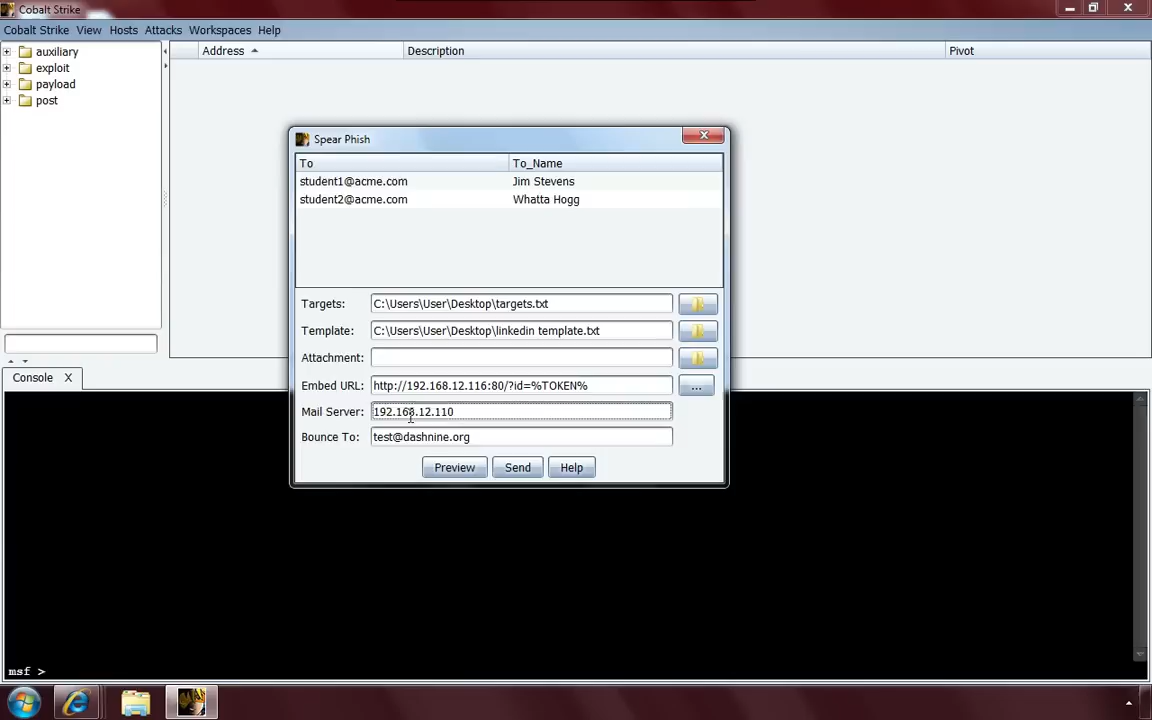 Cobalt Strike
Cobalt Strike View Hosts Attacks Workspaces Help
auxiliary
exploit
payload
post
Address Description Pivot
Spear Phish
To To_Name
student1@acme.com Jim Stevens
student2@acme.com Whatta Hogg
Targets: C:\Users\User\Desktop\targets.txt
Template: C:\Users\User\Desktop\linkedin template.txt
Attachment:
Embed URL: http://192.168.12.116:80/?id=%TOKEN% ...
Mail Server: 192.168.12.110
Bounce To: test@dashnine.org
Preview Send Help
Console X
msf >